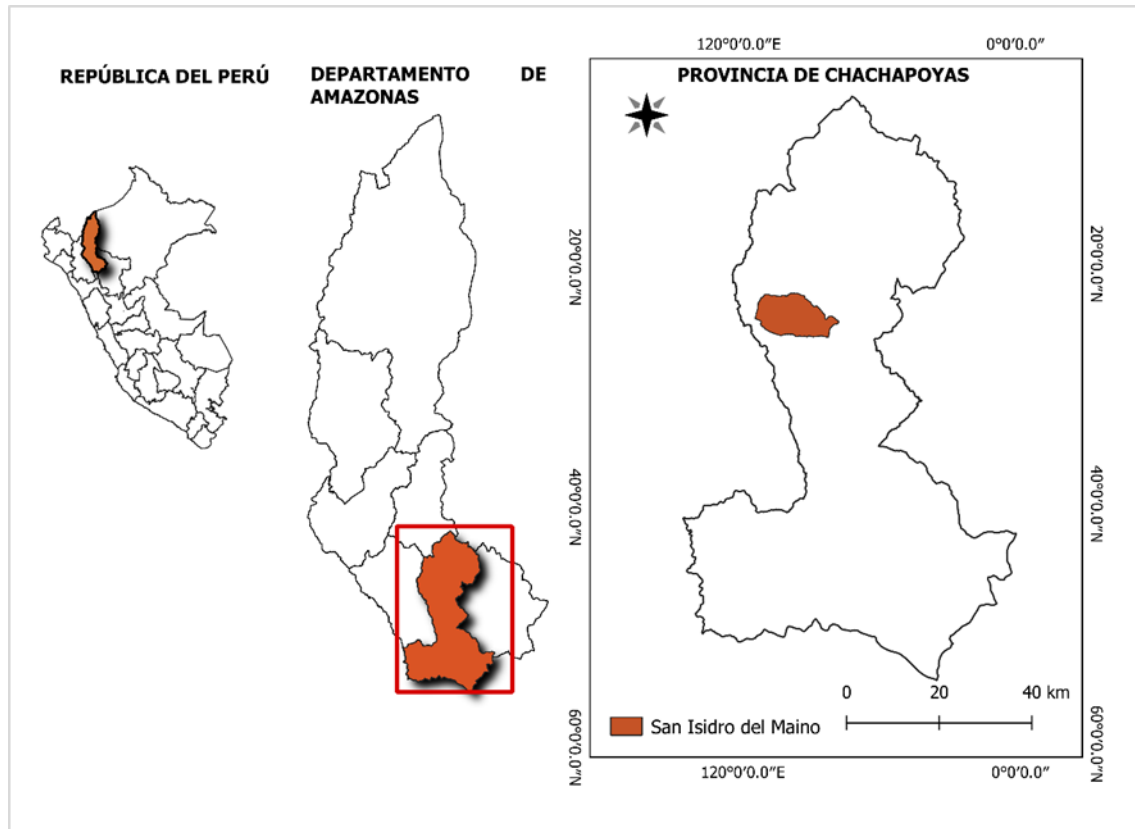 REPÚBLICA DEL PERÚ
DEPARTAMENTO DE
AMAZONAS
120°0'0.0"E 0°0'0.0"
PROVINCIA DE CHACHAPOYAS
20°0'0.0"N
20°0'0.0"N
40°0'0.0"N
40°0'0.0"N
60°0'0.0"N
60°0'0.0"N
0 20 40 km
San Isidro del Maino
120°0'0.0"E 0°0'0.0"